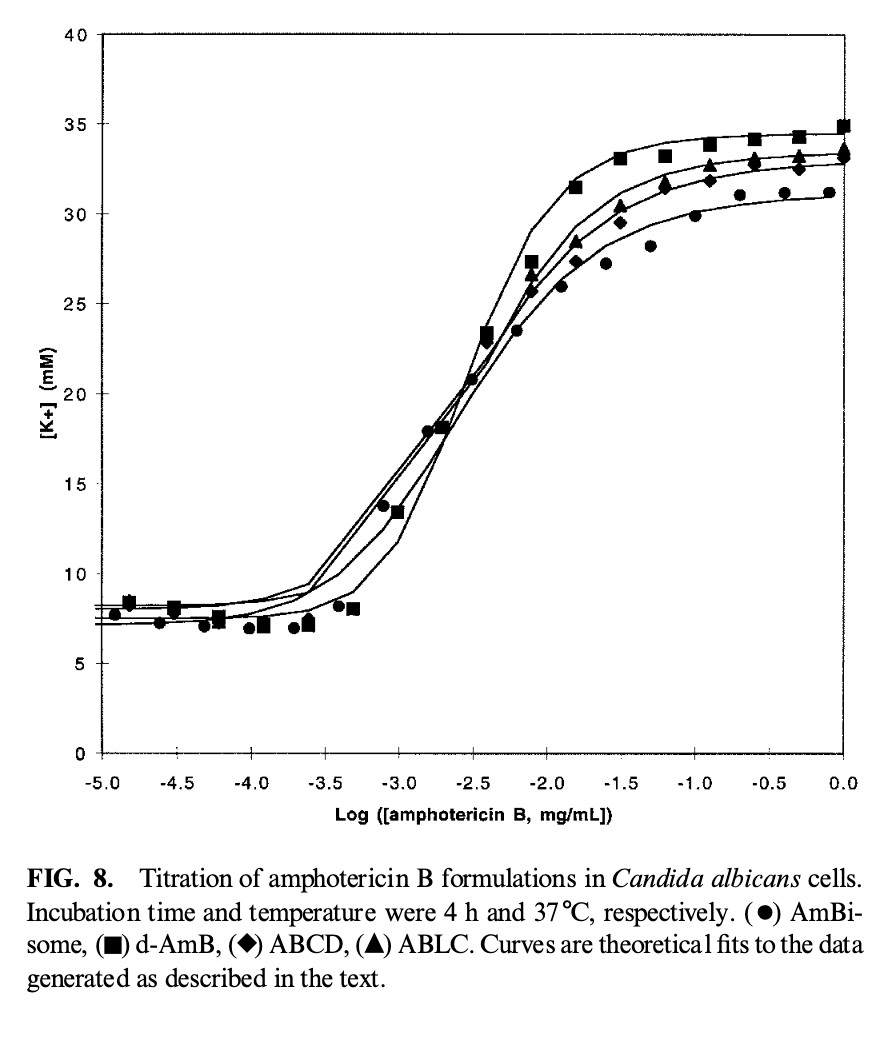 40
35
30
25
20
15
10
5
0
[K+] (mM)
-5.0 -4.5 -4.0 -3.5 -3.0 -2.5 -2.0 -1.5 -1.0 -0.5 0.0
Log ([amphotericin B, mg/mL])
FIG. 8. Titration of amphotericin B formulations in Candida albicans cells.
Incubation time and temperature were 4 h and 37°C, respectively. (●) AmBi-
some, (■) d-AmB, (◆) ABCD, (▲) ABLC. Curves are theoretical fits to the data
generated as described in the text.